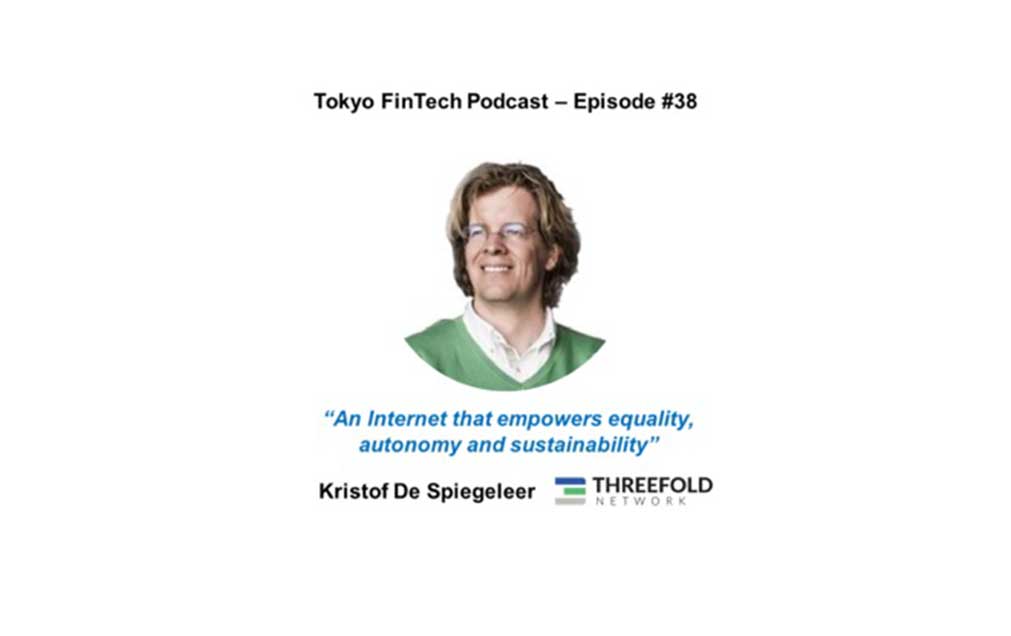 Tokyo FinTech Podcast – Episode #38
“An Internet that empowers equality,
autonomy and sustainability”
Kristof De Spiegeleer
THREEFOLD
NETWORK